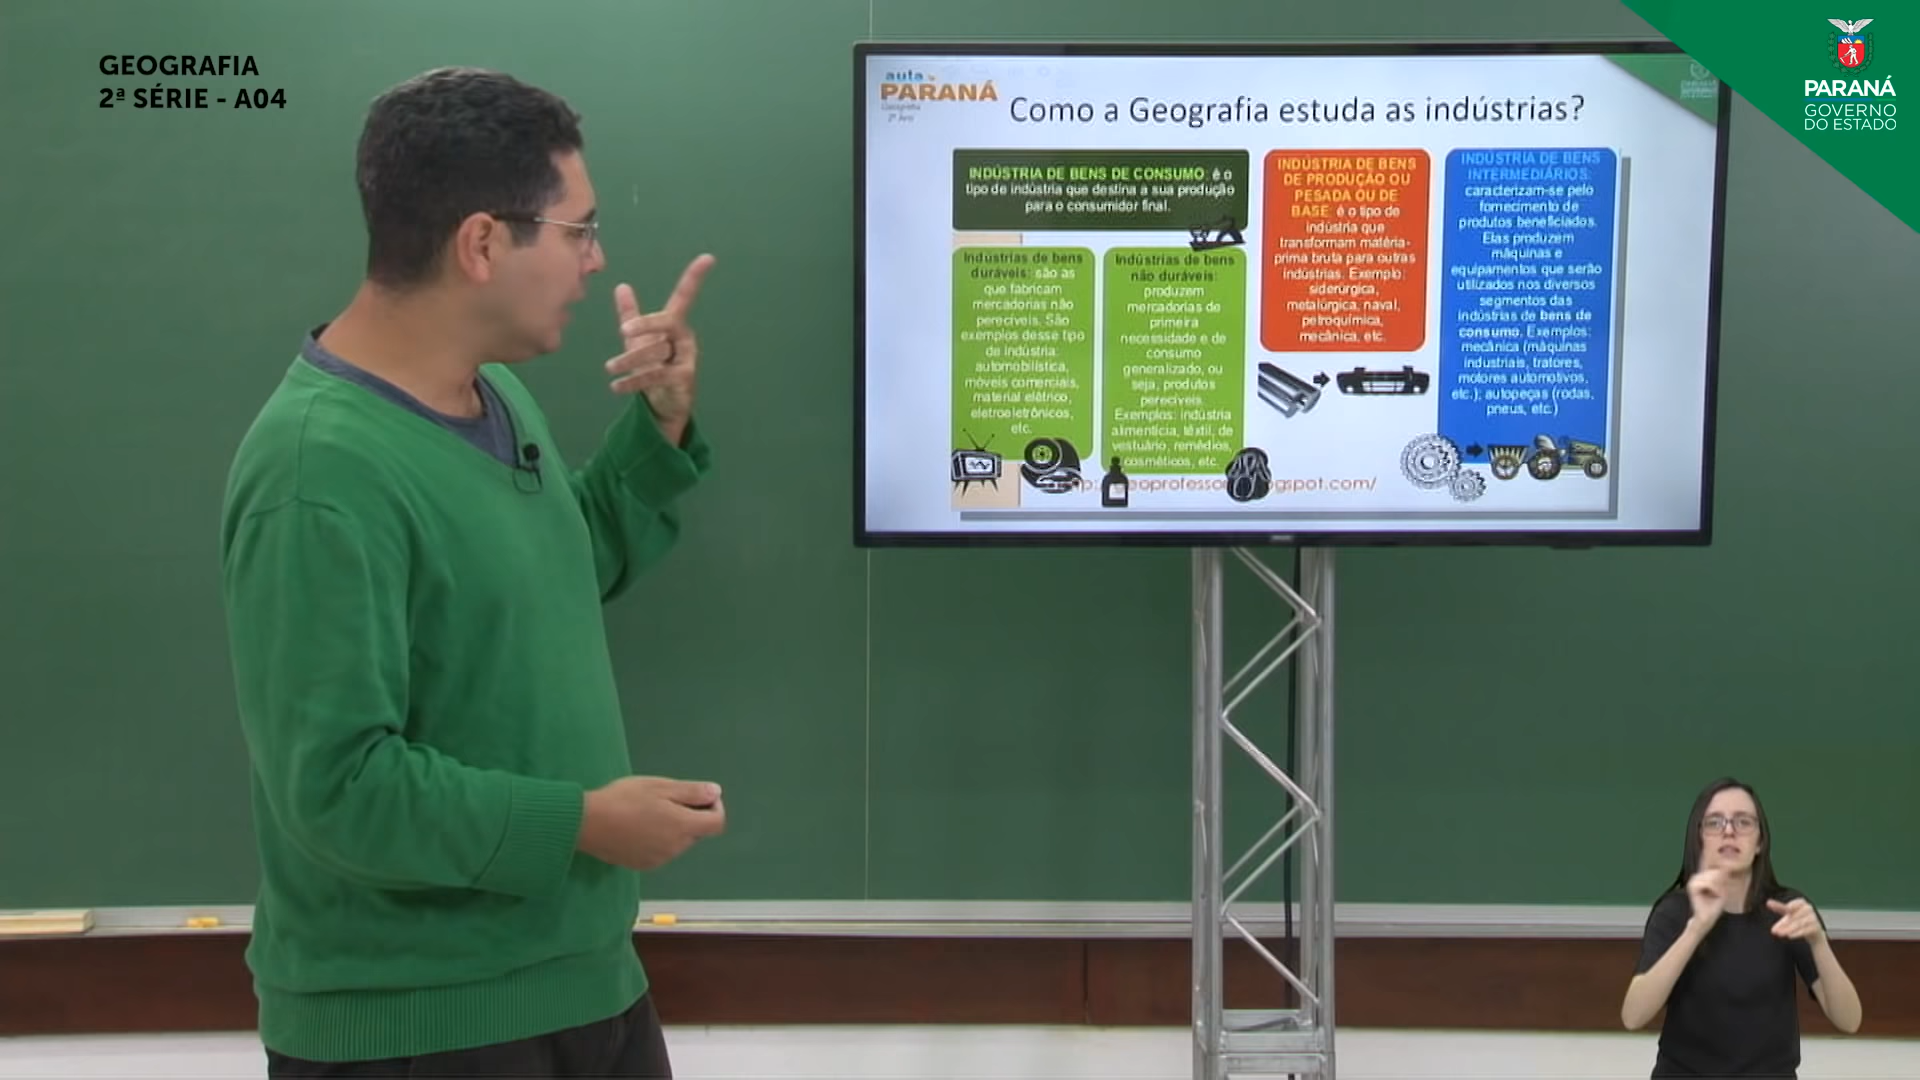 GEOGRAFIA
2ª SÉRIE - A04
PARANÁ
GOVERNO
DO ESTADO
aula
PARANÁ
Geografia
2º Ano
Como a Geografia estuda as indústrias?
INDÚSTRIA DE BENS DE CONSUMO: é o
tipo de indústria que destina a sua produção
para o consumidor final.
Indústrias de bens
duráveis: são as
que fabricam
mercadorias não
perecíveis. São
exemplos desse tipo
de indústria:
automobilística,
móveis comerciais,
material elétrico,
eletroeletrônicos,
etc.
Indústrias de bens
não duráveis:
produzem
mercadorias de
primeira
necessidade e de
consumo
generalizado, ou
seja, produtos
perecíveis.
Exemplos: indústria
alimentícia, têxtil, de
vestuário, remédios,
cosméticos, etc.
INDÚSTRIA DE BENS
DE PRODUÇÃO OU
PESADA OU DE
BASE: é o tipo de
indústria que
transformam matéria-
prima bruta para outras
indústrias. Exemplo:
siderúrgica,
metalúrgica, naval,
petroquímica,
mecânica, etc.
INDÚSTRIA DE BENS
INTERMEDIÁRIOS:
caracterizam-se pelo
fornecimento de
produtos beneficiados.
Elas produzem
máquinas e
equipamentos que serão
utilizados nos diversos
segmentos das
indústrias de bens de
consumo. Exemplos:
mecânica (máquinas
industriais, tratores,
motores automotivos,
etc.); autopeças (rodas,
pneus, etc.)